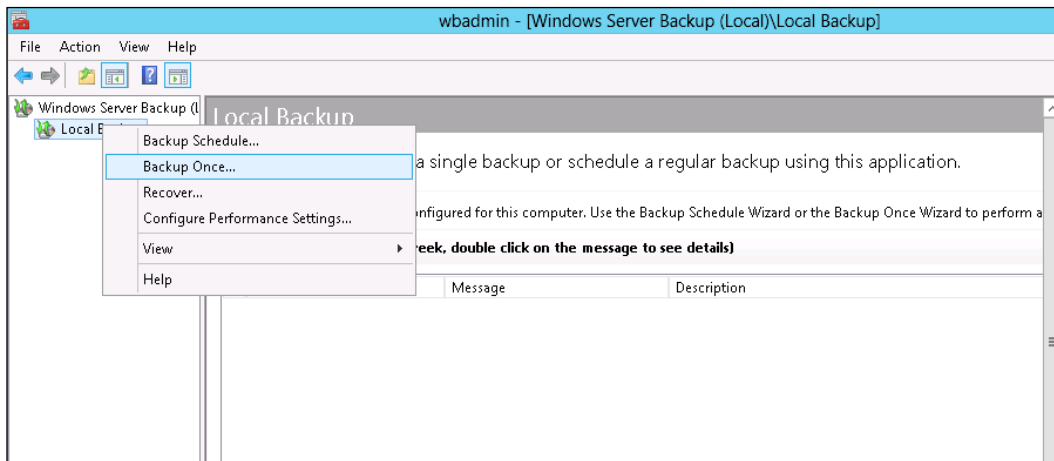 wbadmin - [Windows Server Backup (Local)\Local Backup]
File Action View Help
Windows Server Backup (L
Local B
Local Backup
Backup Schedule...
Backup Once...
Recover...
Configure Performance Settings...
View
Help
a single backup or schedule a regular backup using this application.
nfigured for this computer. Use the Backup Schedule Wizard or the Backup Once Wizard to perform a
eek, double click on the message to see details)
Message Description